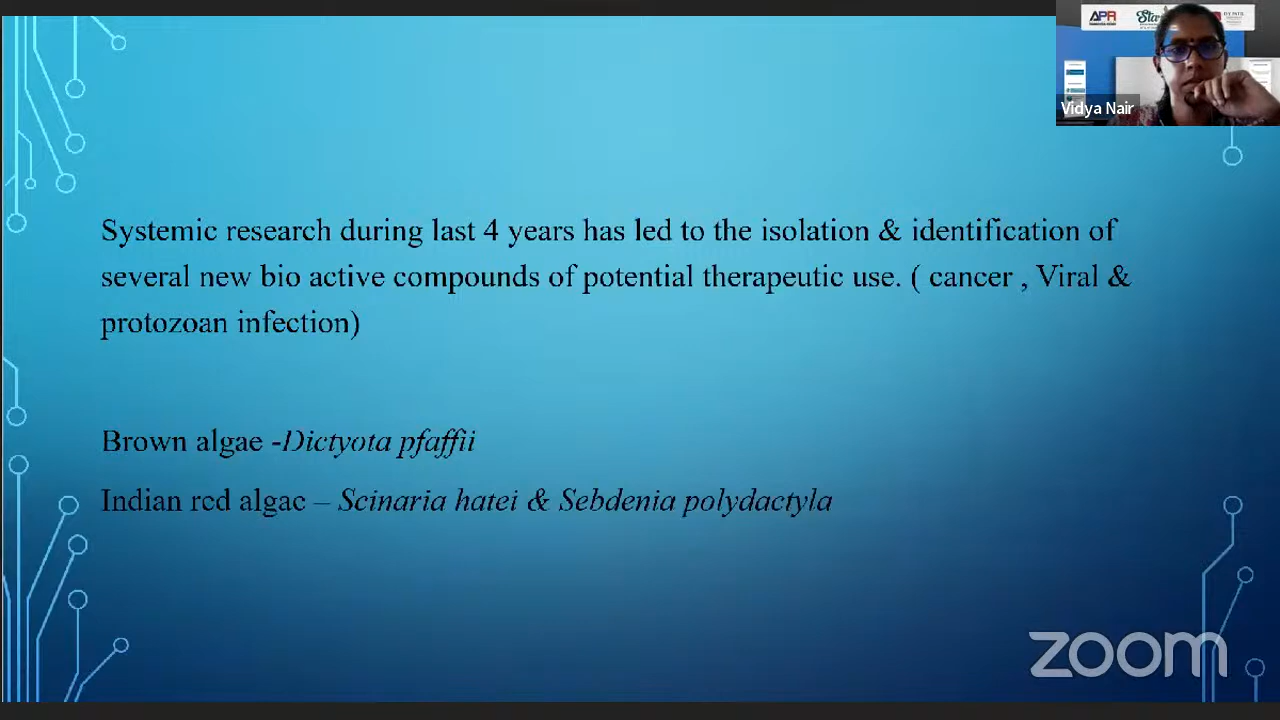 APR
Vidya Nair
Systemic research during last 4 years has led to the isolation & identification of
several new bio active compounds of potential therapeutic use. ( cancer , Viral &
protozoan infection)
Brown algae -Dictyota pfaffii
Indian red algae – Scinaria hatei & Sebdenia polydactyla
zoom